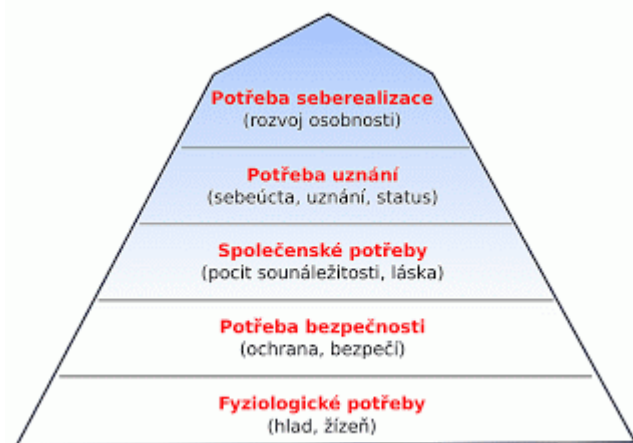 Potřeba seberealizace
(rozvoj osobnosti)
Potřeba uznání
(sebeúcta, uznání, status)
Společenské potřeby
(pocit sounáležitosti, láska)
Potřeba bezpečnosti
(ochrana, bezpečí)
Fyziologické potřeby
(hlad, žízeň)